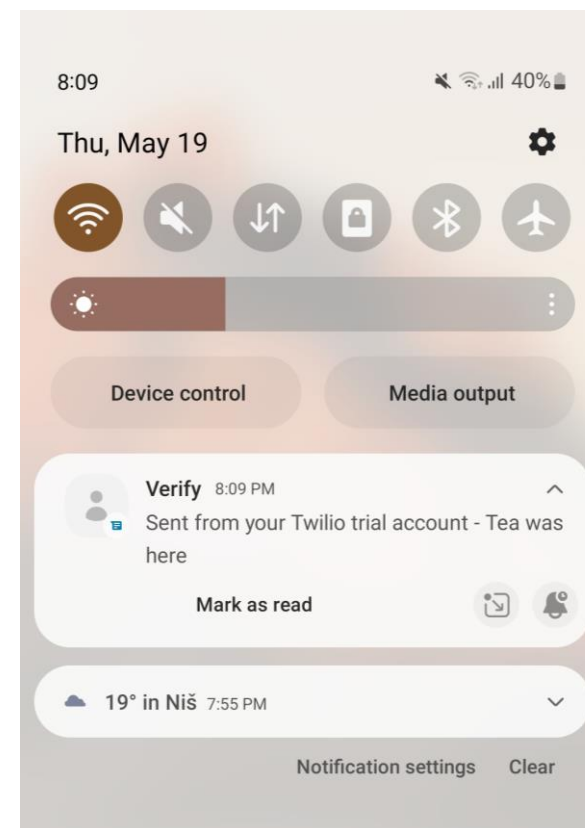 8:09 40%
Thu, May 19
Device control Media output
Verify 8:09 PM
Sent from your Twilio trial account - Tea was
here
Mark as read
19° in Niš 7:55 PM
Notification settings Clear